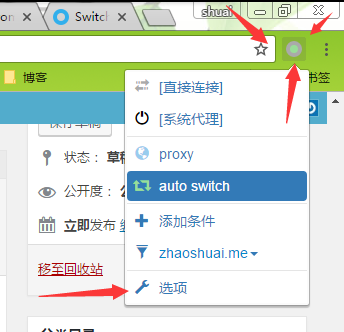 Switch
shuai
博客
书签
[直接连接]
[系统代理]
proxy
auto switch
添加条件
zhaoshuai.me
选项
状态：草稿
公开度：
立即发布
移至回收站